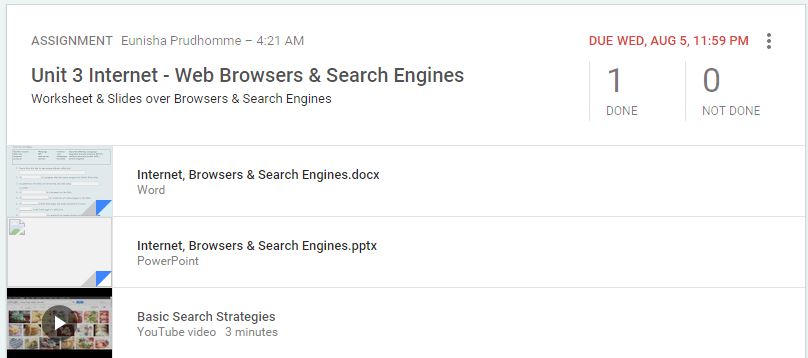 ASSIGNMENT Eunisha Prudhomme – 4:21 AM
DUE WED, AUG 5, 11:59 PM
Unit 3 Internet - Web Browsers & Search Engines
Worksheet & Slides over Browsers & Search Engines
1
DONE
0
NOT DONE
Internet, Browsers & Search Engines.docx
Word
Internet, Browsers & Search Engines.pptx
PowerPoint
Basic Search Strategies
YouTube video 3 minutes